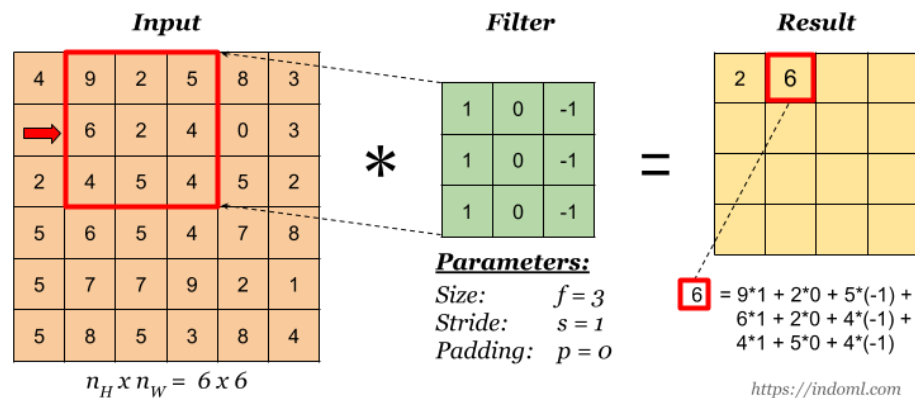 Input
Filter
Result
4 9 2 5 8 3
6 2 4 0 3
2 4 5 4 5 2
5 6 5 4 7 8
5 7 7 9 2 1
5 8 5 3 8 4
n_H x n_W = 6 x 6
*
1 0 -1
1 0 -1
1 0 -1
Parameters:
Size: f = 3
Stride: s = 1
Padding: p = 0
=
2 6
6 = 9*1 + 2*0 + 5*(-1) +
6*1 + 2*0 + 4*(-1) +
4*1 + 5*0 + 4*(-1)
https://indoml.com